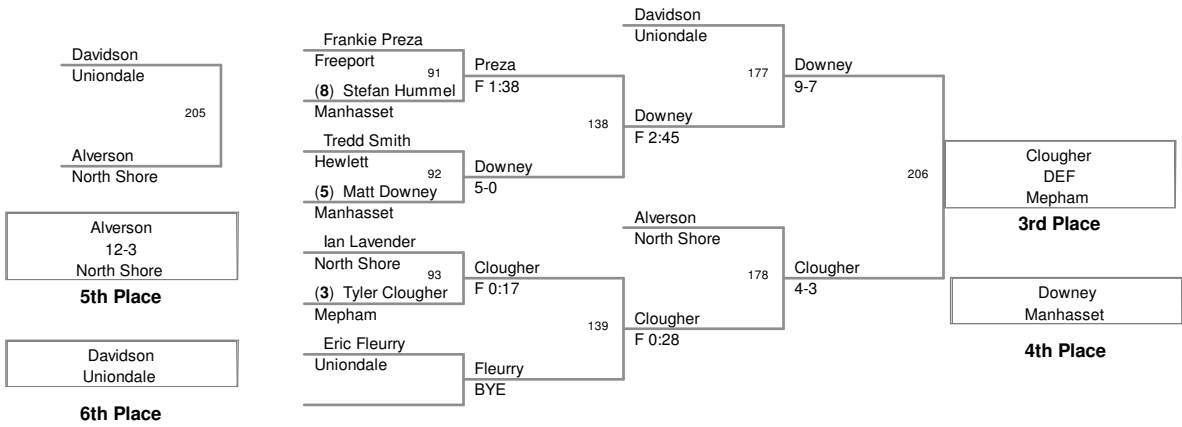 Davidson
Uniondale
205
Alverson
North Shore
Alverson
12-3
North Shore
5th Place
Davidson
Uniondale
6th Place
Frankie Preza
Freeport
91
(8) Stefan Hummel
Manhasset
Tredd Smith
Hewlett
92
(5) Matt Downey
Manhasset
Ian Lavender
North Shore
93
(3) Tyler Clougher
Mepham
Eric Fleurry
Uniondale
Preza
F 1:38
138
Downey
5-0
Clougher
F 0:17
139
Fleurry
BYE
Davidson
Uniondale
177
Downey
F 2:45
Alverson
North Shore
178
Clougher
F 0:28
Downey
9-7
206
Clougher
4-3
Clougher
DEF
Mepham
3rd Place
Downey
Manhasset
4th Place